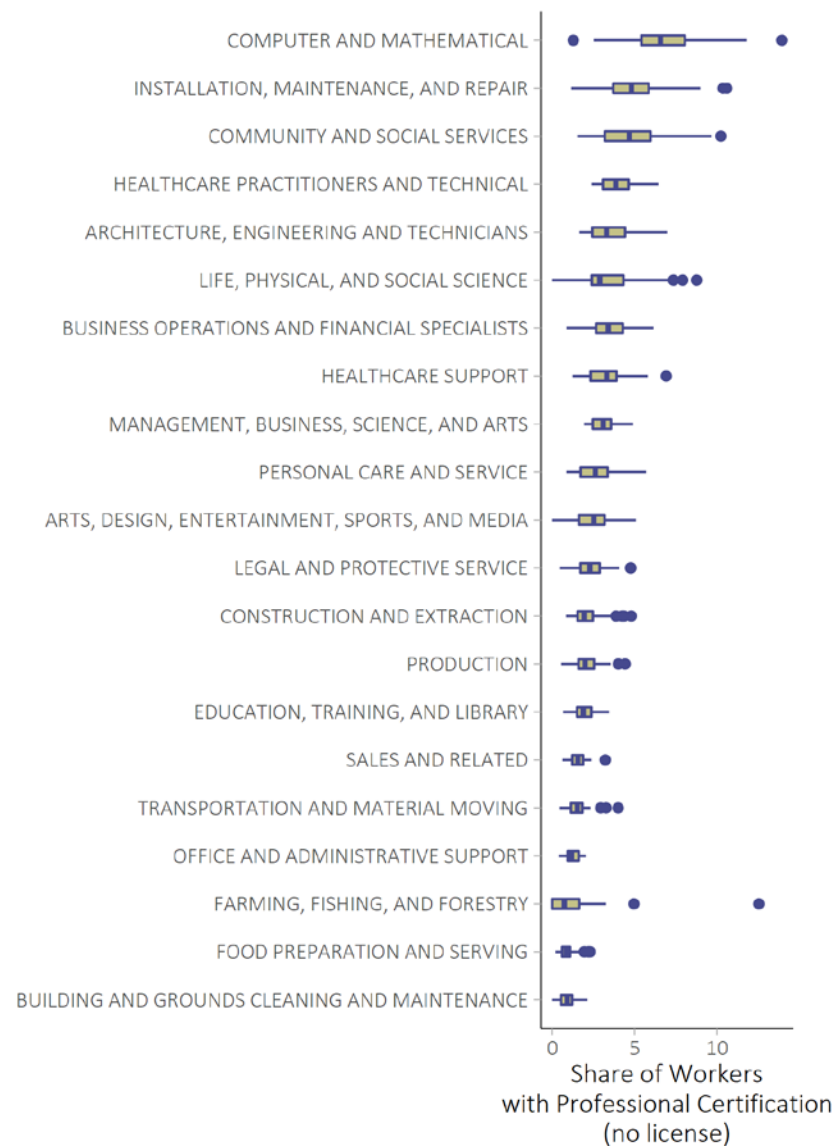 COMPUTER AND MATHEMATICAL
INSTALLATION, MAINTENANCE, AND REPAIR
COMMUNITY AND SOCIAL SERVICES
HEALTHCARE PRACTITIONERS AND TECHNICAL
ARCHITECTURE, ENGINEERING AND TECHNICIANS
LIFE, PHYSICAL, AND SOCIAL SCIENCE
BUSINESS OPERATIONS AND FINANCIAL SPECIALISTS
HEALTHCARE SUPPORT
MANAGEMENT, BUSINESS, SCIENCE, AND ARTS
PERSONAL CARE AND SERVICE
ARTS, DESIGN, ENTERTAINMENT, SPORTS, AND MEDIA
LEGAL AND PROTECTIVE SERVICE
CONSTRUCTION AND EXTRACTION
PRODUCTION
EDUCATION, TRAINING, AND LIBRARY
SALES AND RELATED
TRANSPORTATION AND MATERIAL MOVING
OFFICE AND ADMINISTRATIVE SUPPORT
FARMING, FISHING, AND FORESTRY
FOOD PREPARATION AND SERVING
BUILDING AND GROUNDS CLEANING AND MAINTENANCE
0 5 10
Share of Workers
with Professional Certification
(no license)